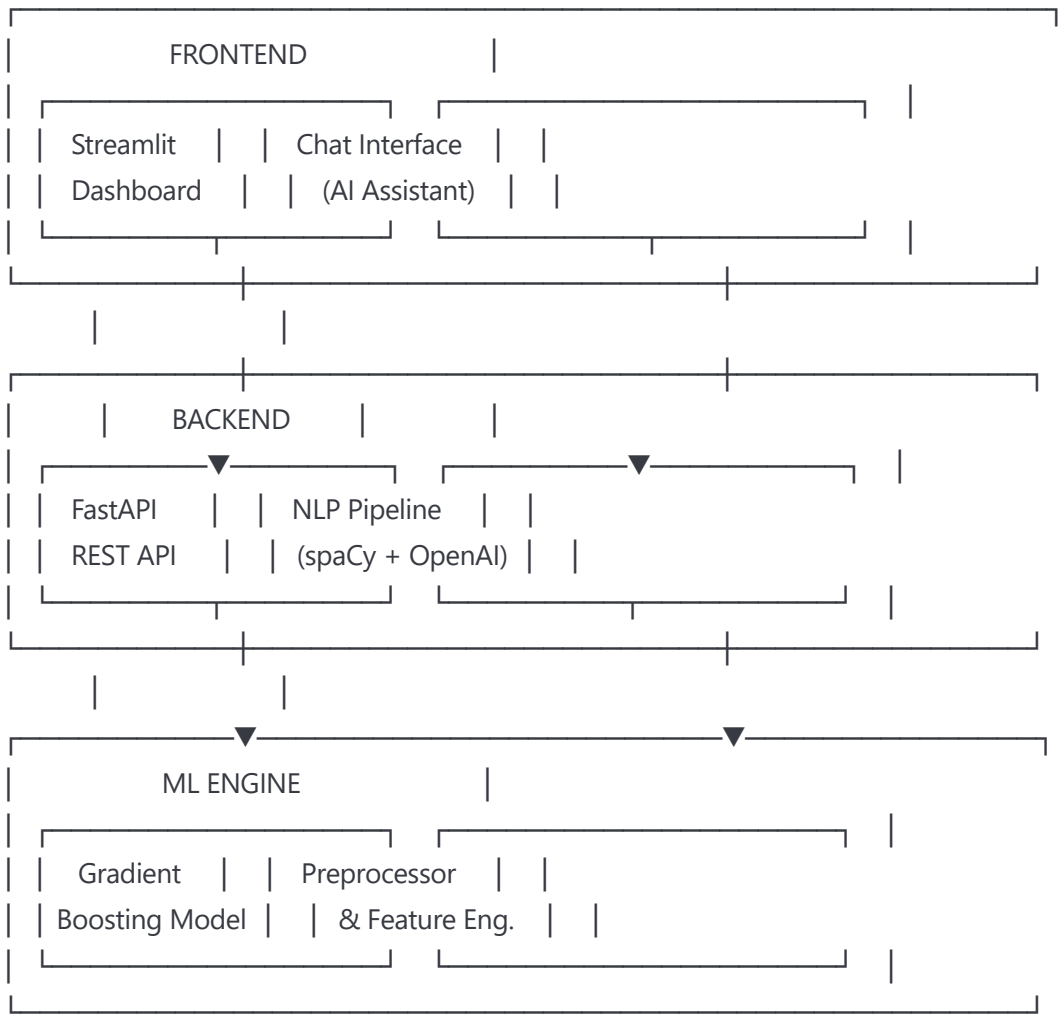 FRONTEND
Streamlit Chat Interface
Dashboard (AI Assistant)
BACKEND
FastAPI NLP Pipeline
REST API (spaCy + OpenAI)
ML ENGINE
Gradient Preprocessor
Boosting Model & Feature Eng.